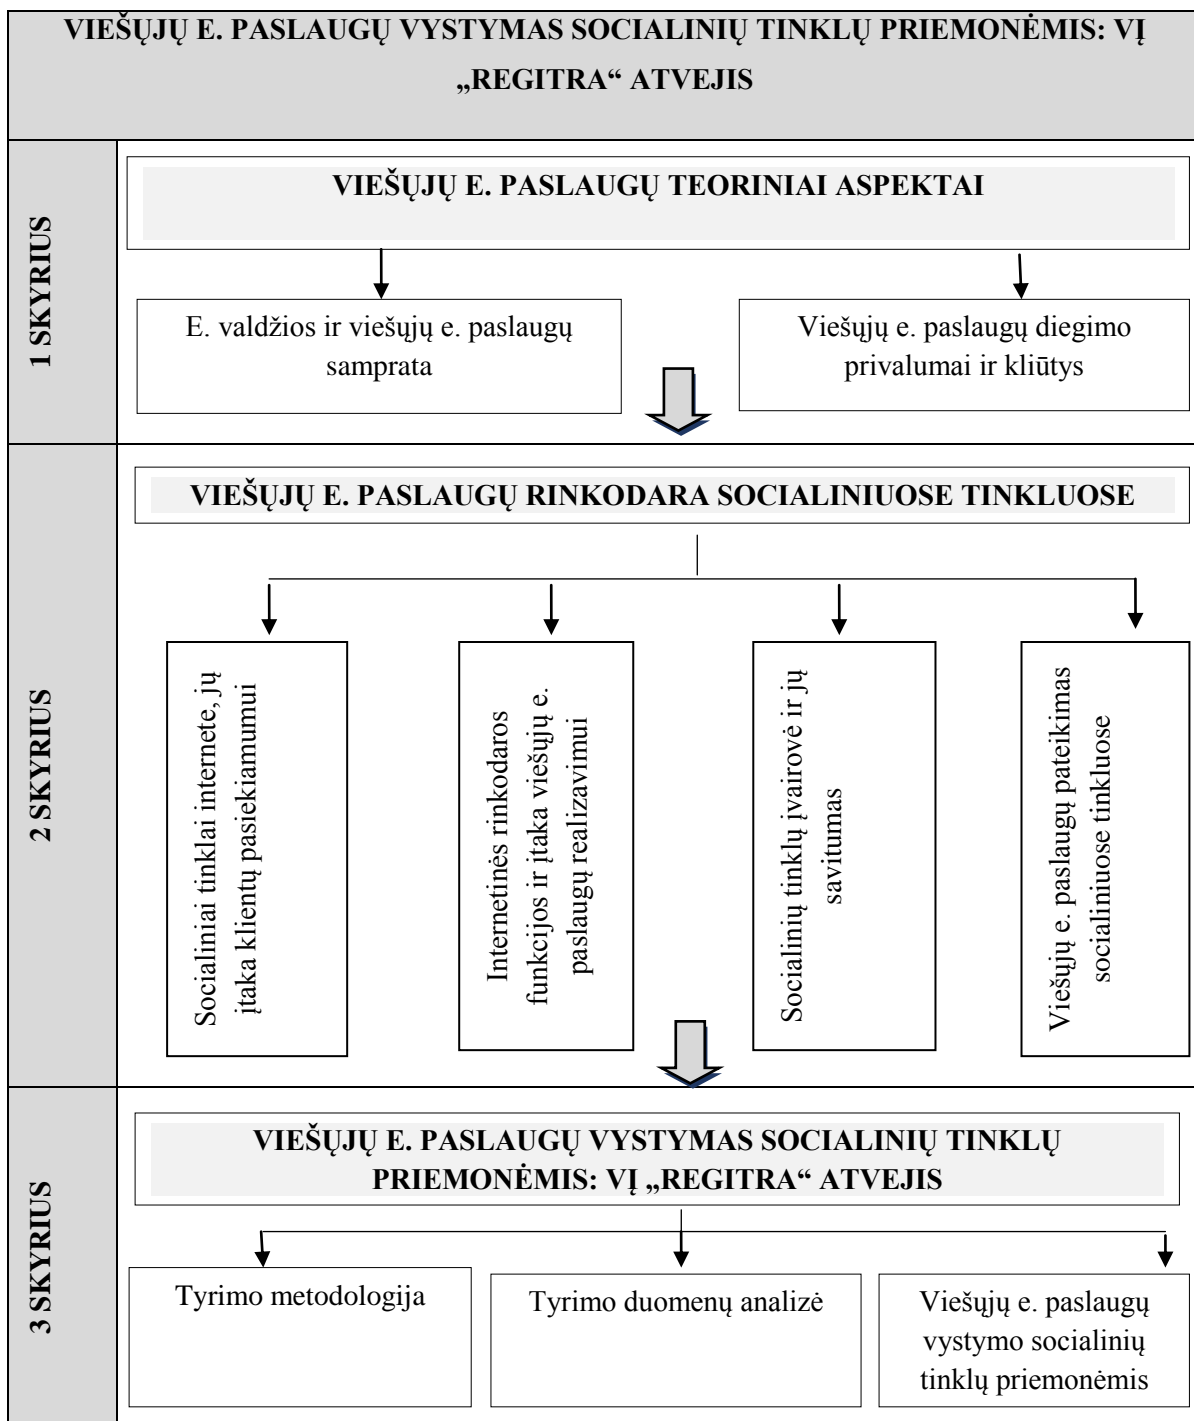 VIEŠŲJŲ E. PASLAUGŲ VYSTYMAS SOCIALINIŲ TINKLŲ PRIEMONĖMIS: VĮ
„REGITRA“ ATVEJIS
1 SKYRIUS
VIEŠŲJŲ E. PASLAUGŲ TEORINIAI ASPEKTAI
E. valdžios ir viešųjų e. paslaugų
samprata
Viešųjų e. paslaugų diegimo
privalumai ir kliūtys
2 SKYRIUS
VIEŠŲJŲ E. PASLAUGŲ RINKODARA SOCIALINIUOSE TINKLUOSE
Socialiniai tinklai internete, jų
įtaka klientų pasiekiamumui
Internetinės rinkodaros
funkcijos ir įtaka viešųjų e.
paslaugų realizavimui
Socialinių tinklų įvairovė ir jų
savitumas
Viešųjų e. paslaugų pateikimas
socialiniuose tinkluose
3 SKYRIUS
VIEŠŲJŲ E. PASLAUGŲ VYSTYMAS SOCIALINIŲ TINKLŲ
PRIEMONĖMIS: VĮ „REGITRA“ ATVEJIS
Tyrimo metodologija
Tyrimo duomenų analizė
Viešųjų e. paslaugų
vystymo socialinių
tinklų priemonėmis